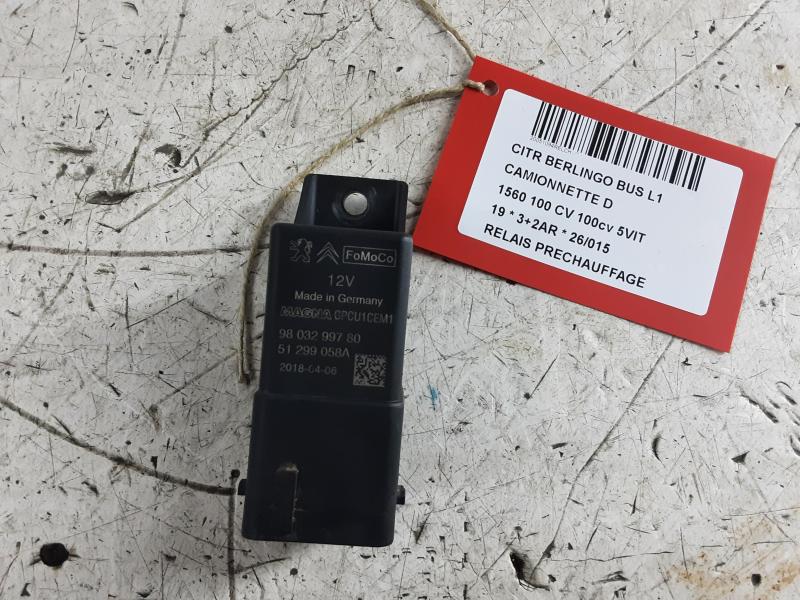 FoMoCo
12V
Made in Germany
MAGNA GPCU1CEM1
98 032 997 80
51 299 058A
2018-04-06
CITR BERLINGO BUS L1
CAMIONNETTE D
1560 100 CV 100cv 5VIT
19 * 3+2AR * 26/015
RELAIS PRECHAUFFAGE